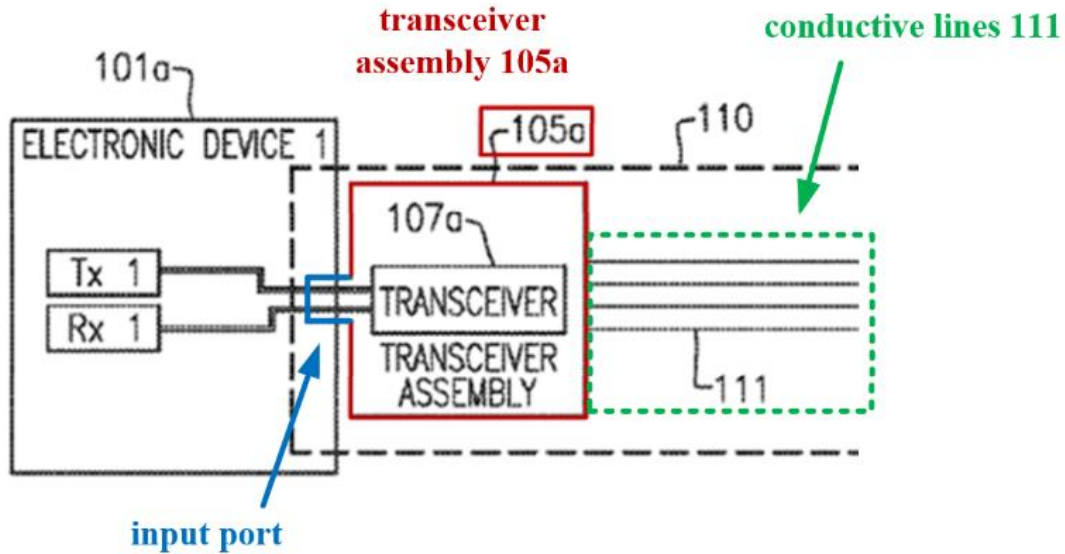 transceiver
assembly 105a
conductive lines 111
101a
105a
110
ELECTRONIC DEVICE 1
107a
Tx 1
Rx 1
TRANSCEIVER
TRANSCEIVER
ASSEMBLY
111
input port